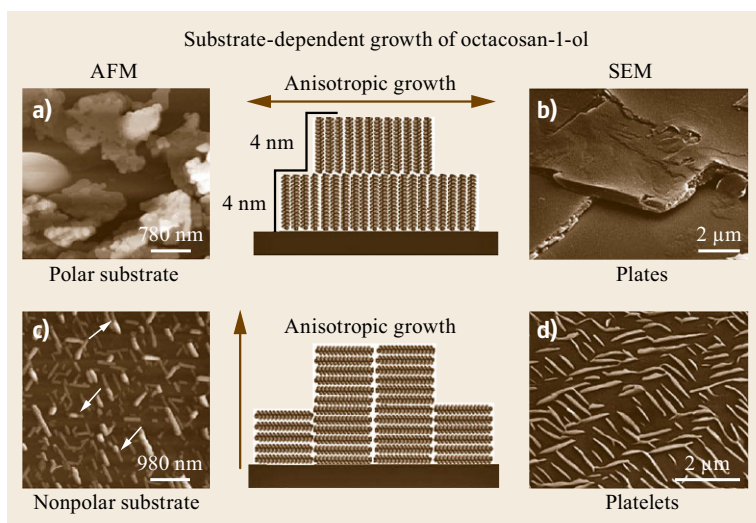 Substrate-dependent growth of octacosan-1-ol
AFM
Anisotropic growth
SEM
a)
4 nm
4 nm
780 nm
Polar substrate
b)
2 µm
Plates
c)
980 nm
Nonpolar substrate
Anisotropic growth
d)
2 µm
Platelets